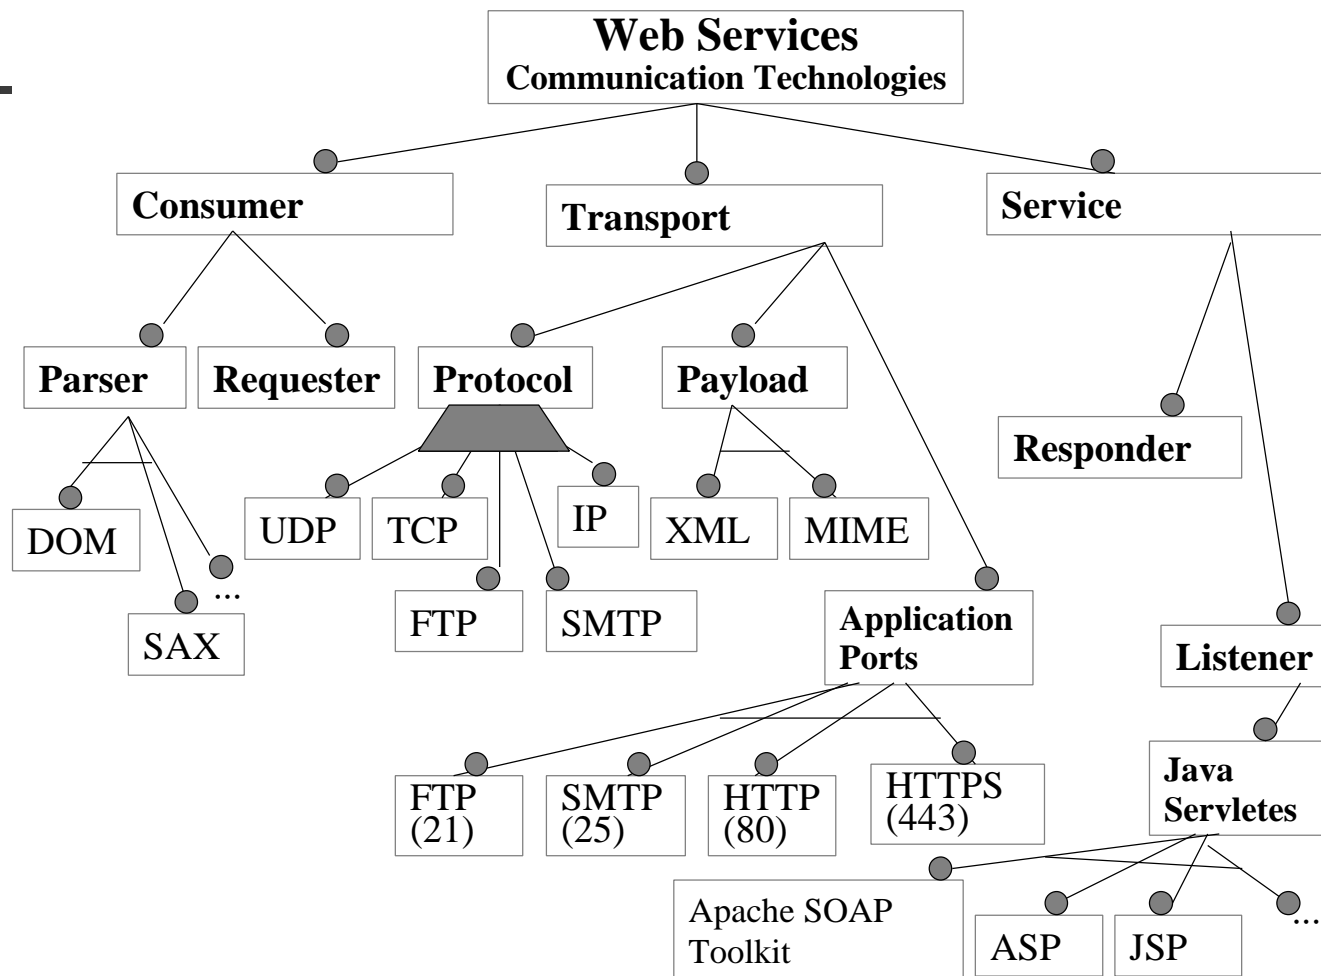 Web Services
Communication Technologies
Consumer
Transport
Service
Parser
Requester
Protocol
Payload
Responder
DOM
UDP
TCP
IP
XML
MIME
...
SAX
FTP
SMTP
Application
Ports
Listener
FTP
(21)
SMTP
(25)
HTTP
(80)
HTTPS
(443)
Java
Servletes
Apache SOAP
Toolkit
ASP
JSP
...